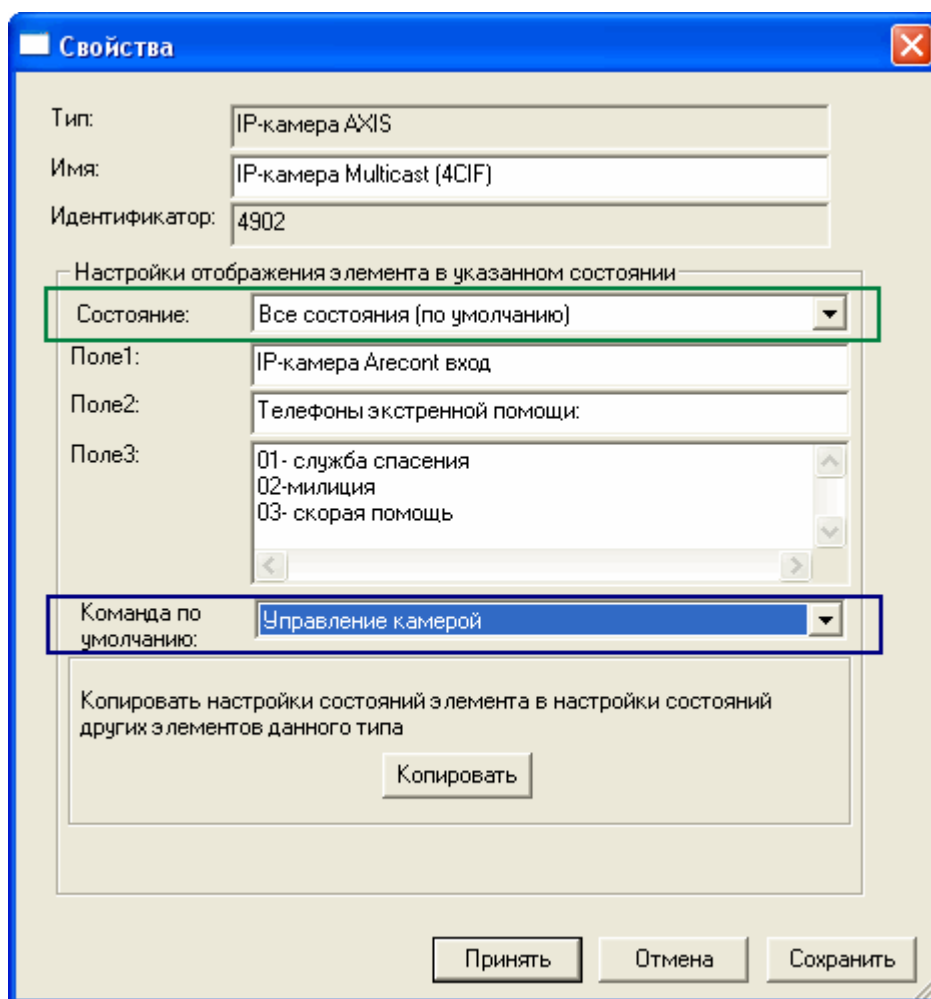 Свойства
Тип: IP-камера AXIS
Имя: IP-камера Multicast (4CIF)
Идентификатор: 4902
Настройки отображения элемента в указанном состоянии
Состояние: Все состояния (по умолчанию)
Поле1: IP-камера Arecont вход
Поле2: Телефоны экстренной помощи:
Поле3: 01- служба спасения
02-милиция
03- скорая помощь
Команда по
умолчанию: Управление камерой
Копировать настройки состояний элемента в настройки состояний
других элементов данного типа
Копировать
Принять Отмена Сохранить